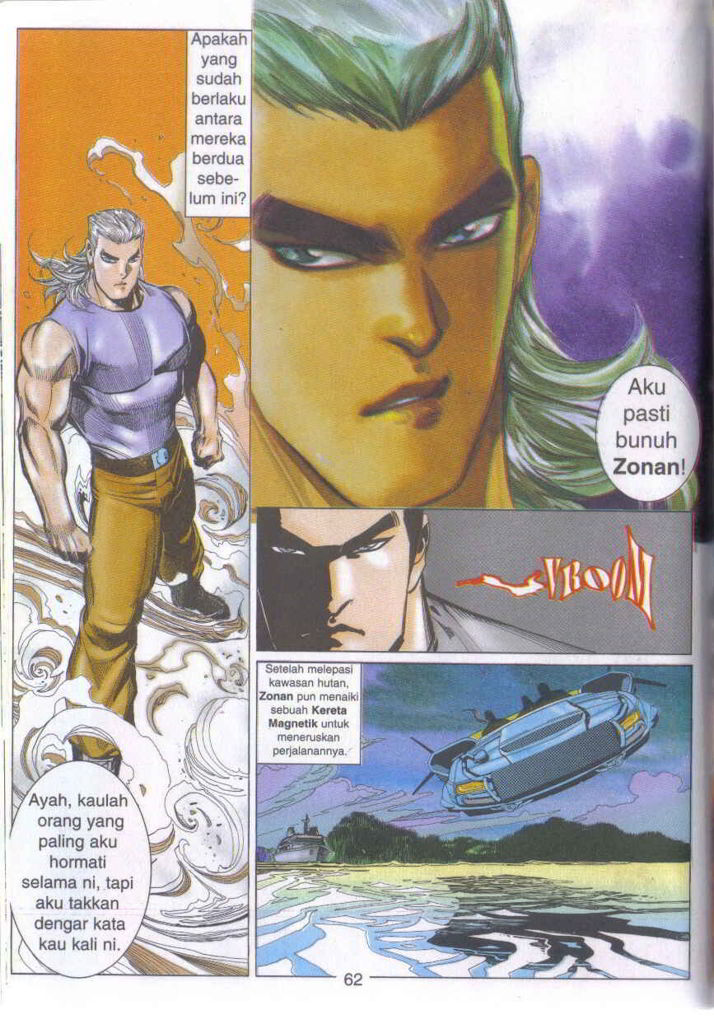 Apakah
yang
sudah
berlaku
antara
mereka
berdua
sebe-
lum ini?
Ayah, kaulah
orang yang
paling aku
hormati
selama ni, tapi
aku takkan
dengar kata
kau kali ni.
Aku
pasti
bunuh
Zonan!
VROOM
Setelah melepasi
kawasan hutan,
Zonan pun menaiki
sebuah Kereta
Magnetik untuk
meneruskan
perjalanannya.
62